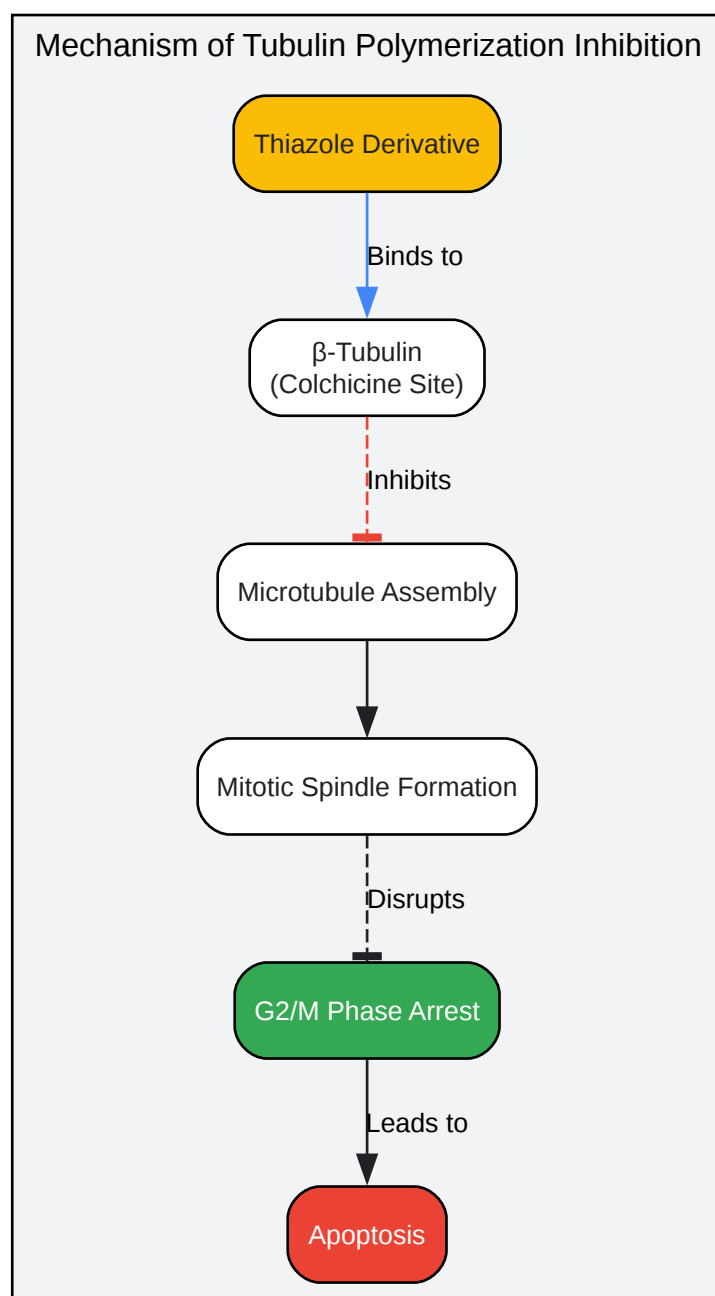 Mechanism of Tubulin Polymerization Inhibition
Thiazole Derivative
Binds to
β-Tubulin
(Colchicine Site)
Inhibits
Microtubule Assembly
Mitotic Spindle Formation
Disrupts
G2/M Phase Arrest
Leads to
Apoptosis